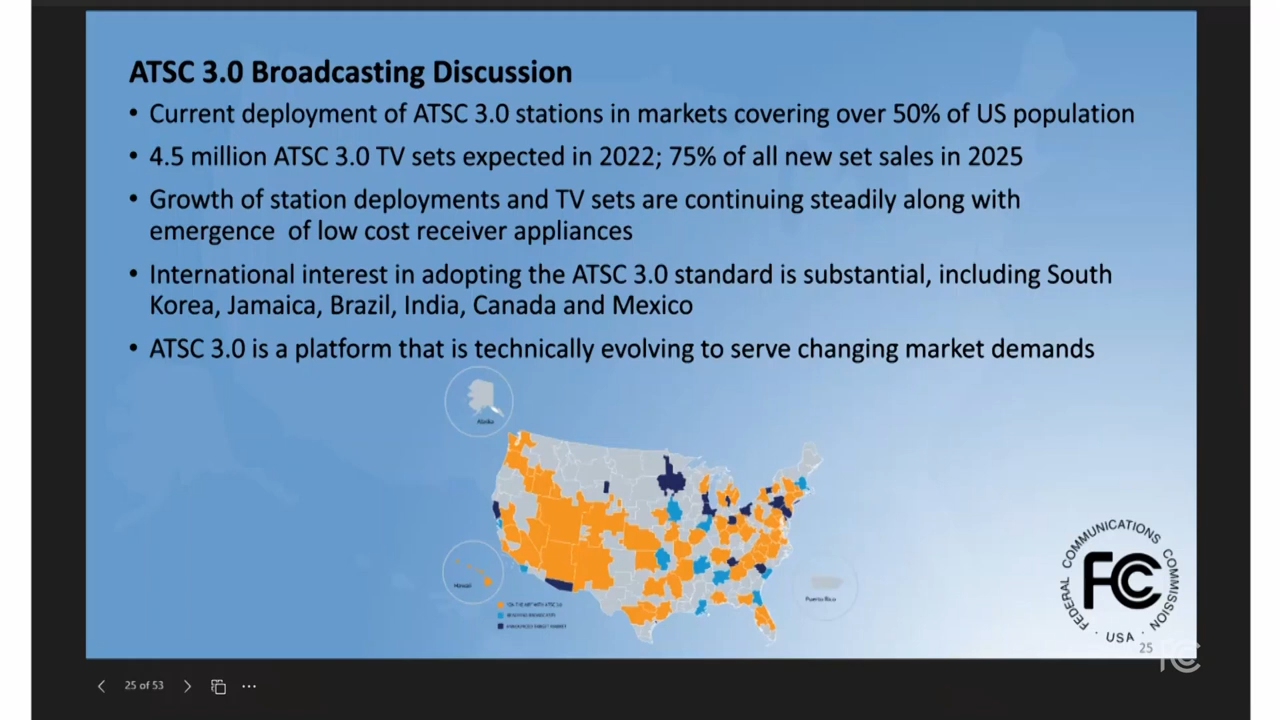 ATSC 3.0 Broadcasting Discussion
• Current deployment of ATSC 3.0 stations in markets covering over 50% of US population
• 4.5 million ATSC 3.0 TV sets expected in 2022; 75% of all new set sales in 2025
• Growth of station deployments and TV sets are continuing steadily along with
emergence of low cost receiver appliances
• International interest in adopting the ATSC 3.0 standard is substantial, including South
Korea, Jamaica, Brazil, India, Canada and Mexico
• ATSC 3.0 is a platform that is technically evolving to serve changing market demands
Alaska
Hawaii
Puerto Rico
FEDERAL COMMUNICATIONS COMMISSION
FCC
· USA ·
25
FCC
25 of 53